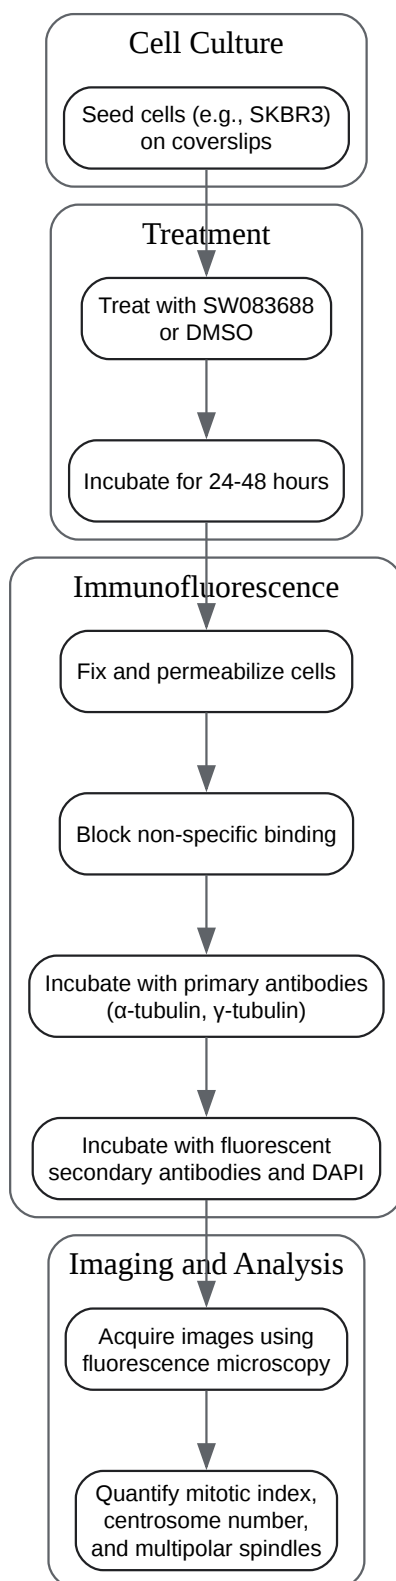 Cell Culture
Seed cells (e.g., SKBR3)
on coverslips
Treatment
Treat with SW083688
or DMSO
Incubate for 24-48 hours
Immunofluorescence
Fix and permeabilize cells
Block non-specific binding
Incubate with primary antibodies
(α-tubulin, γ-tubulin)
Incubate with fluorescent
secondary antibodies and DAPI
Imaging and Analysis
Acquire images using
fluorescence microscopy
Quantify mitotic index,
centrosome number,
and multipolar spindles